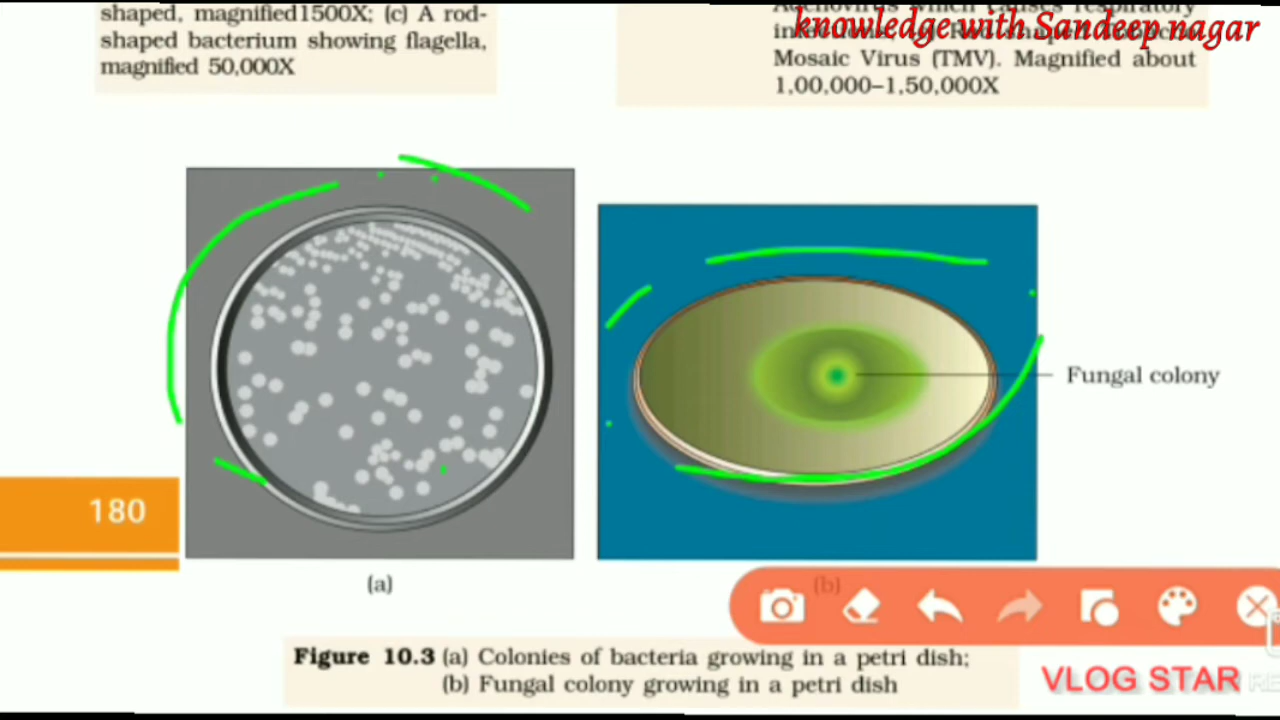 shaped, magnified1500X; (c) A rod-
shaped bacterium showing flagella,
magnified 50,000X
knowledge with Sandeep nagar
Mosaic Virus (TMV). Magnified about
1,00,000–1,50,000X
Fungal colony
180
(a)
(b)
Figure 10.3 (a) Colonies of bacteria growing in a petri dish;
(b) Fungal colony growing in a petri dish
VLOG STAR